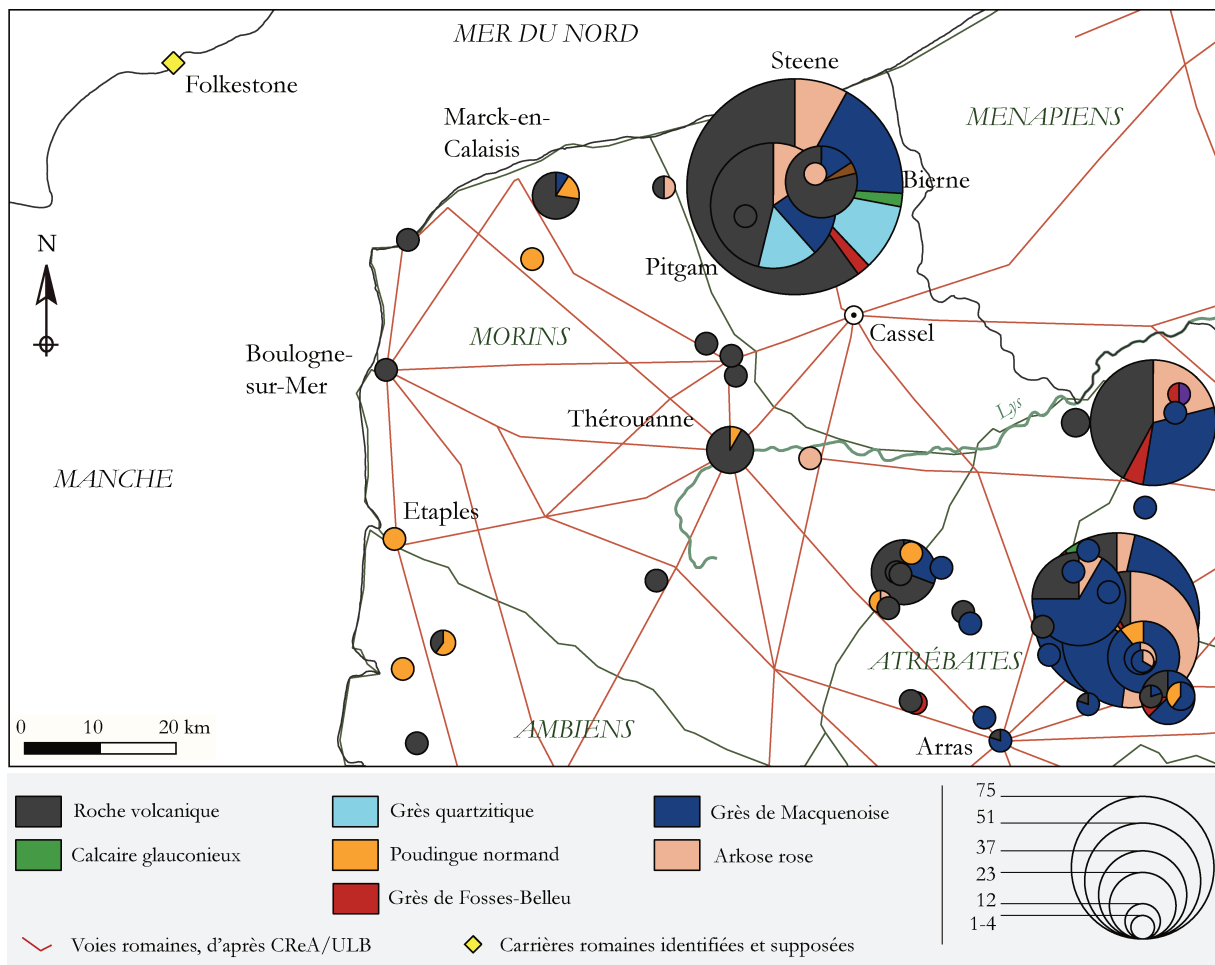 MER DU NORD
Steene
Folkestone
Marck-en-
Calaisis
MENAPIENS
Bierne
N
Pitgam
MORINS
Cassel
Boulogne-
sur-Mer
Thérouanne
Lys
MANCHE
Etaples
ATRÉBATES
0 10 20 km
AMBIENS
Arras
Roche volcanique
Grès quartzitique
Grès de Macquenoise
Calcaire glauconieux
Poudingue normand
Arkose rose
Grès de Fosses-Belleu
Voies romaines, d'après CReA/ULB
Carrières romaines identifiées et supposées
75
51
37
23
12
1-4